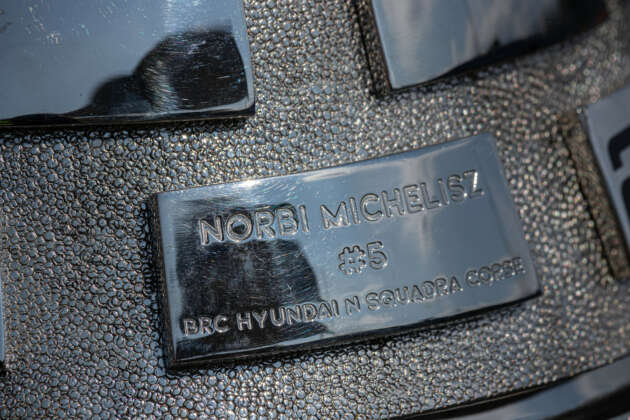 NORBI MICHELISZ
#5
BRC HYUNDAI N SQUADRA CORSE